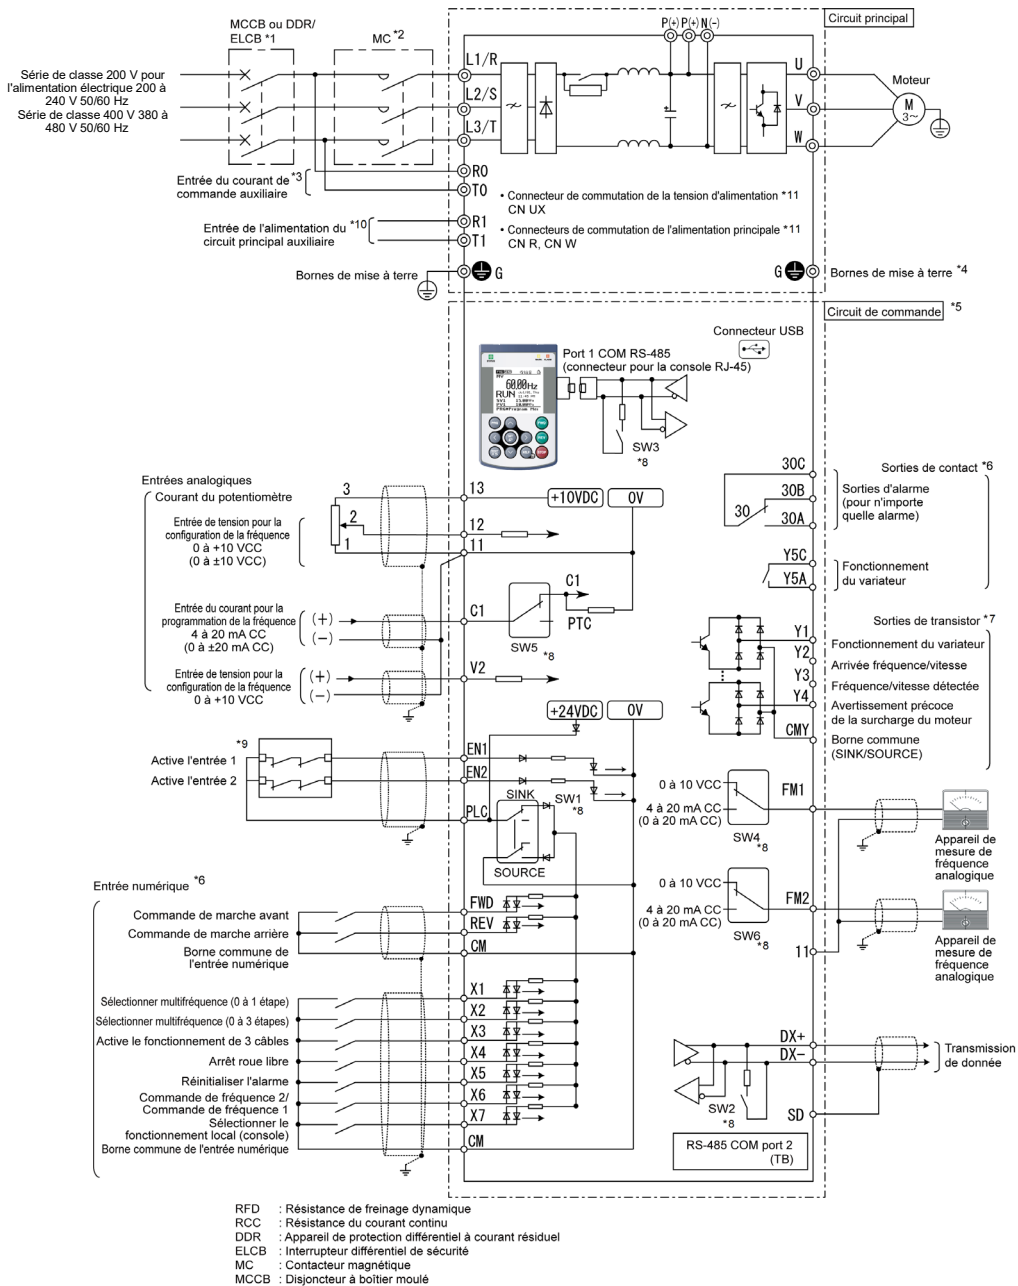 MCCB ou DDR/
ELCB *1
MC *2
P(+) P(+) N(-)
Circuit principal
Série de classe 200 V pour
l'alimentation électrique 200 à
240 V 50/60 Hz
Série de classe 400 V 380 à
480 V 50/60 Hz
L1/R
L2/S
L3/T
U
V
W
Moteur
M
3~
Entrée du courant de *3
commande auxiliaire
R0
T0
• Connecteur de commutation de la tension d'alimentation *11
CN UX
Entrée de l'alimentation du *10
circuit principal auxiliaire
R1
T1
• Connecteurs de commutation de l'alimentation principale *11
CN R, CN W
Bornes de mise à terre
G
G
Bornes de mise à terre *4
Circuit de commande *5
Connecteur USB
Port 1 COM RS-485
(connecteur pour la console RJ-45)
60.00Hz
RUN
SW3
*8
Entrées analogiques
Courant du potentiomètre
3
2
1
13
12
11
+10VDC
0V
Entrée de tension pour la
configuration de la fréquence
0 à +10 VCC
(0 à ±10 VCC)
30C
30B
30
30A
Sorties de contact *6
Sorties d'alarme
(pour n'importe
quelle alarme)
Y5C
Y5A
Fonctionnement
du variateur
Entrée du courant pour la
programmation de la fréquence
4 à 20 mA CC
(0 à ±20 mA CC)
(+)
(−)
C1
C1
PTC
SW5
*8
Sorties de transistor *7
Y1
Fonctionnement du variateur
Y2
Arrivée fréquence/vitesse
Y3
Fréquence/vitesse détectée
Y4
Avertissement précoce
de la surcharge du moteur
CMY
Borne commune
(SINK/SOURCE)
Entrée de tension pour la
configuration de la fréquence
0 à +10 VCC
(+)
(−)
V2
+24VDC
0V
*9
Active l'entrée 1
Active l'entrée 2
EN1
EN2
PLC
SINK
SW1
*8
SOURCE
0 à 10 VCC
4 à 20 mA CC
(0 à 20 mA CC)
SW4
*8
FM1
Appareil de
mesure de
fréquence
analogique
0 à 10 VCC
4 à 20 mA CC
(0 à 20 mA CC)
SW6
*8
FM2
11
Appareil de
mesure de
fréquence
analogique
Entrée numérique *6
Commande de marche avant
FWD
Commande de marche arrière
REV
Borne commune de
l'entrée numérique
CM
Sélectionner multifréquence (0 à 1 étape)
X1
Sélectionner multifréquence (0 à 3 étapes)
X2
Active le fonctionnement de 3 câbles
X3
Arrêt roue libre
X4
Réinitialiser l'alarme
X5
Commande de fréquence 2/
Commande de fréquence 1
X6
Sélectionner le
fonctionnement local (console)
X7
Borne commune de l'entrée numérique
CM
DX+
DX−
SD
Transmission
de donnée
SW2
*8
RS-485 COM port 2
(TB)
RFD : Résistance de freinage dynamique
RCC : Résistance du courant continu
DDR : Appareil de protection différentiel à courant résiduel
ELCB : Interrupteur différentiel de sécurité
MC : Contacteur magnétique
MCCB : Disjoncteur à boîtier moulé